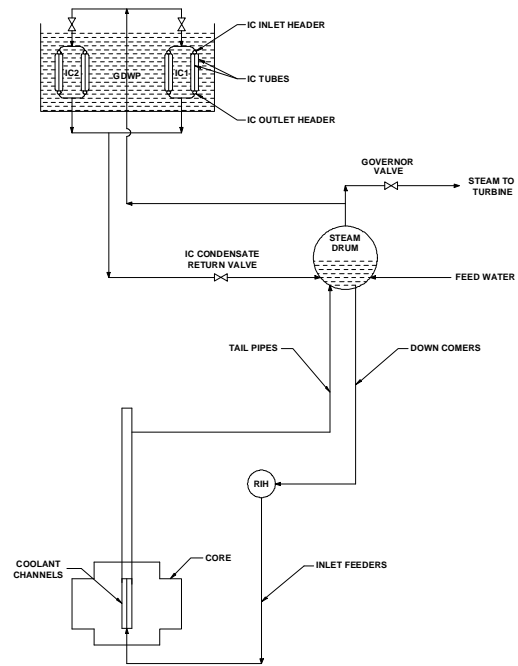 IC INLET HEADER
IC2
GDWP
IC1
IC TUBES
IC OUTLET HEADER
GOVERNOR
VALVE
STEAM TO
TURBINE
STEAM
DRUM
IC CONDENSATE
RETURN VALVE
FEED WATER
TAIL PIPES
DOWN COMERS
RIH
CORE
COOLANT
CHANNELS
INLET FEEDERS